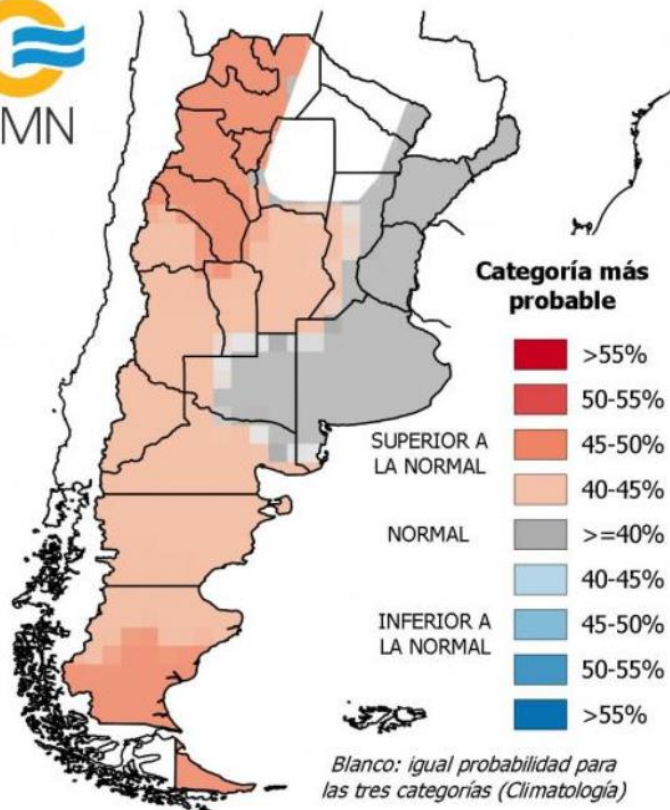 MN
Categoría más
probable
>55%
50-55%
SUPERIOR A
LA NORMAL
45-50%
40-45%
NORMAL
>=40%
40-45%
INFERIOR A
LA NORMAL
45-50%
50-55%
>55%
Blanco: igual probabilidad para
las tres categorías (Climatología)